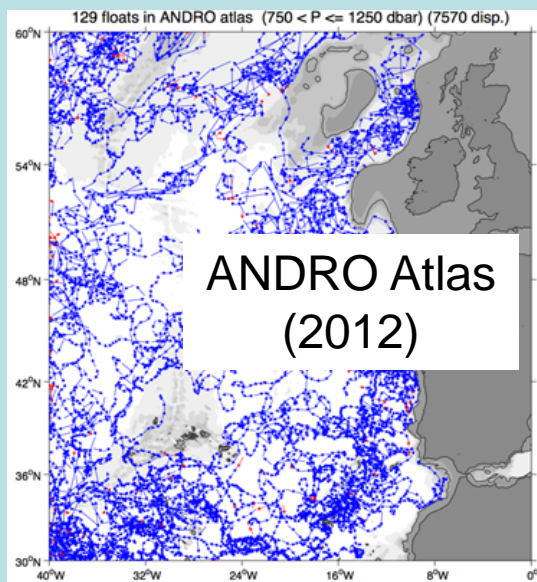 129 floats in ANDRO atlas (750 < P <= 1250 dbar) (7570 disp.)
60°N
54°N
ANDRO Atlas
(2012)
48°N
42°N
36°N
30°N
40°W 32°W 24°W 16°W 8°W 0°